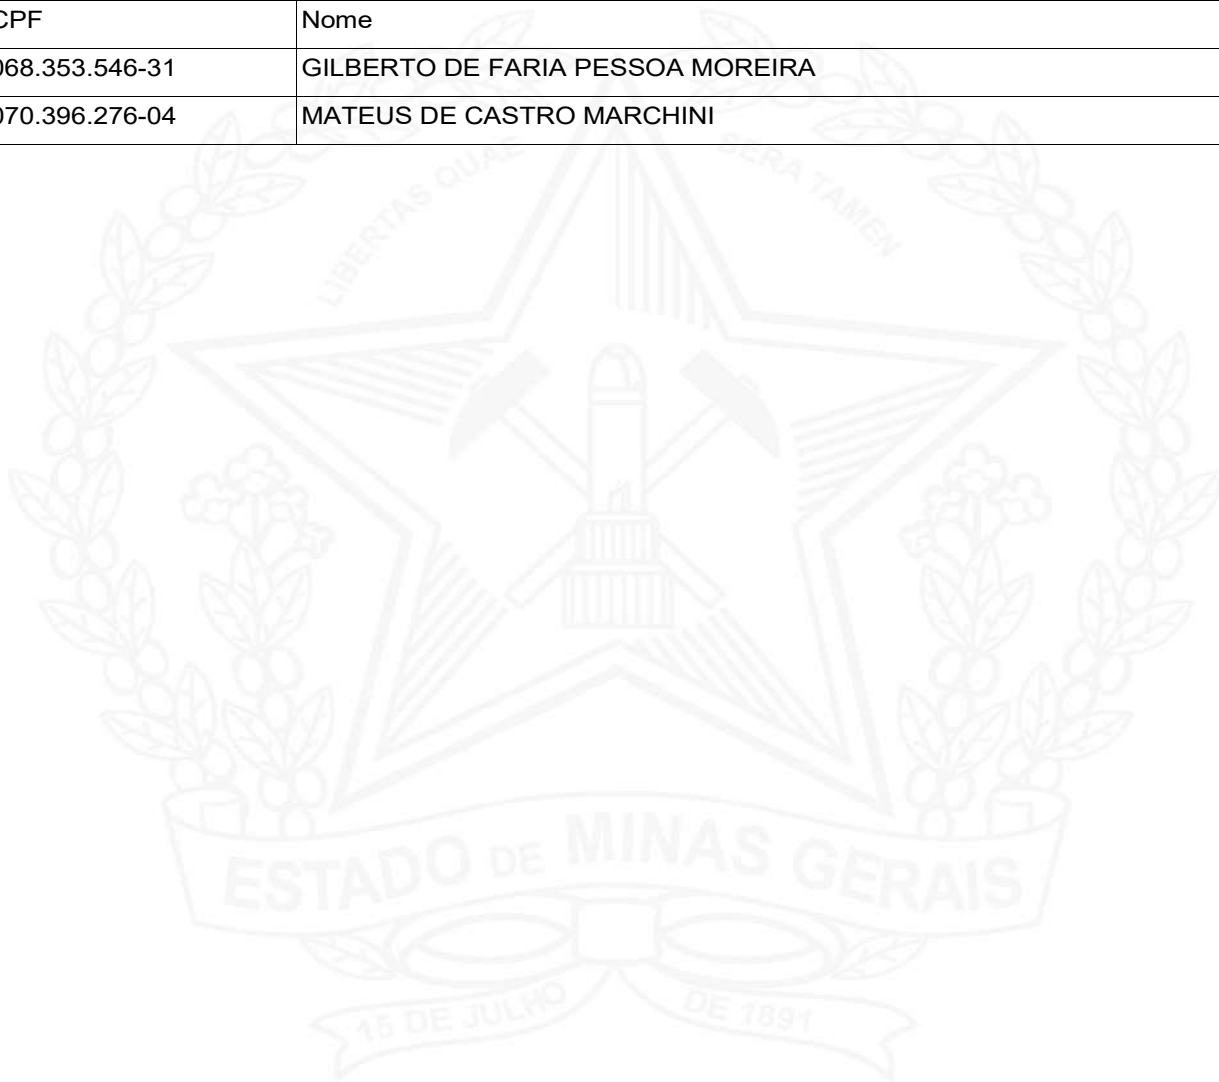 CPF Nome
068.353.546-31 GILBERTO DE FARIA PESSOA MOREIRA
070.396.276-04 MATEUS DE CASTRO MARCHINI
LIBERTAS QUAE SERA TAMEN
ESTADO DE MINAS GERAIS
15 DE JULHO DE 1891